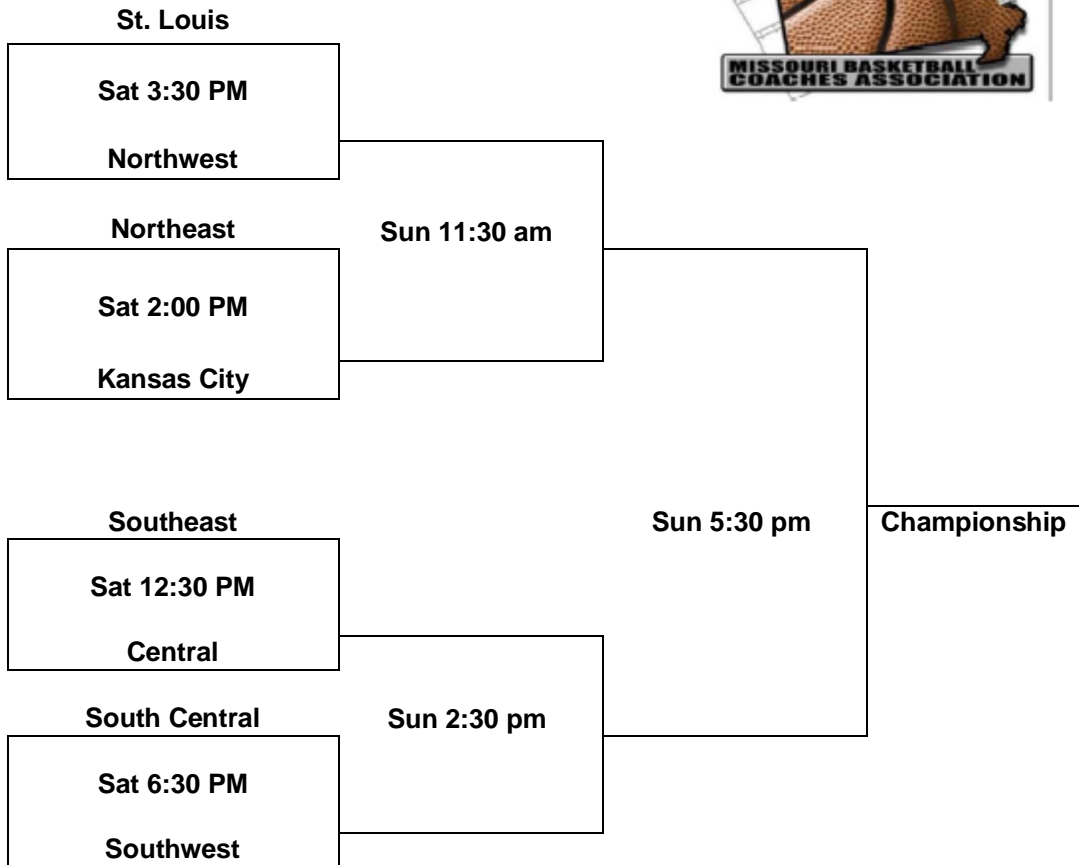 St. Louis
MISSOURI BASKETBALL
COACHES ASSOCIATION
Sat 3:30 PM
Northwest
Northeast
Sun 11:30 am
Sat 2:00 PM
Kansas City
Southeast
Sun 5:30 pm
Championship
Sat 12:30 PM
Central
South Central
Sun 2:30 pm
Sat 6:30 PM
Southwest